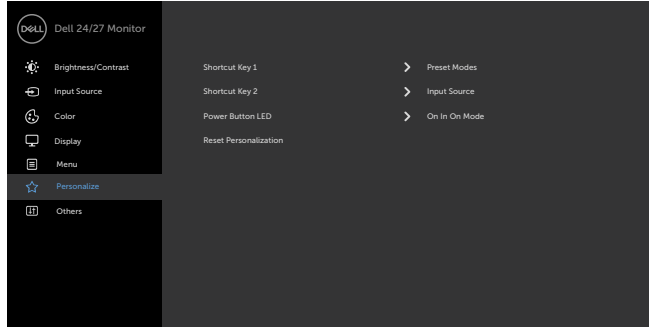 DELL Dell 24/27 Monitor
Brightness/Contrast
Shortcut Key 1 Preset Modes
Input Source
Shortcut Key 2 Input Source
Color
Power Button LED On In On Mode
Display
Reset Personalization
Menu
Personalize
Others